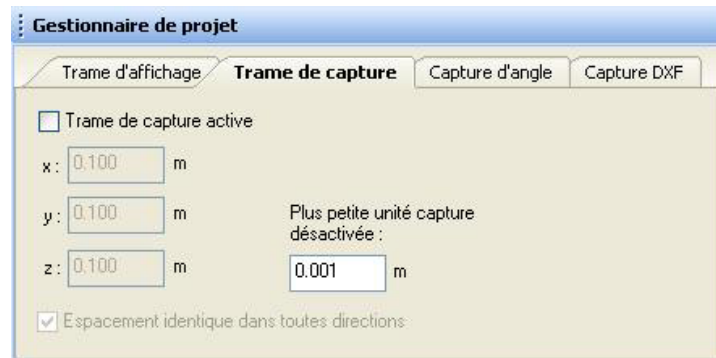 Gestionnaire de projet
Trame d'affichage Trame de capture Capture d'angle Capture DXF
Trame de capture active
x : 0.100 m
y : 0.100 m
Plus petite unité capture
désactivée :
z : 0.100 m
0.001 m
Espacement identique dans toutes directions